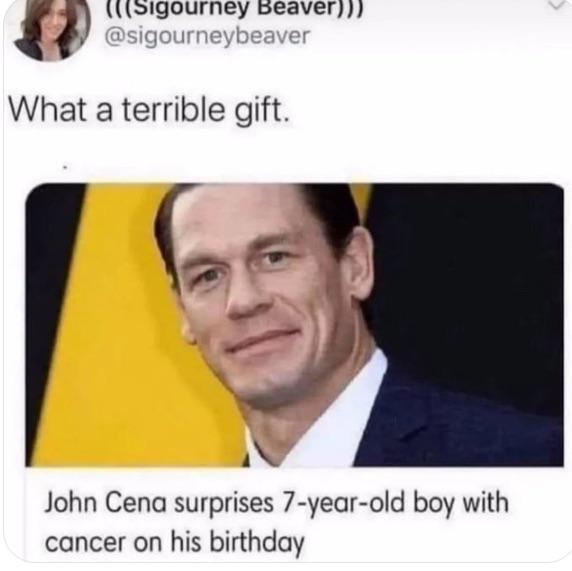 (((Sigourney Beaver)))
@sigourneybeaver
What a terrible gift.
John Cena surprises 7-year-old boy with
cancer on his birthday